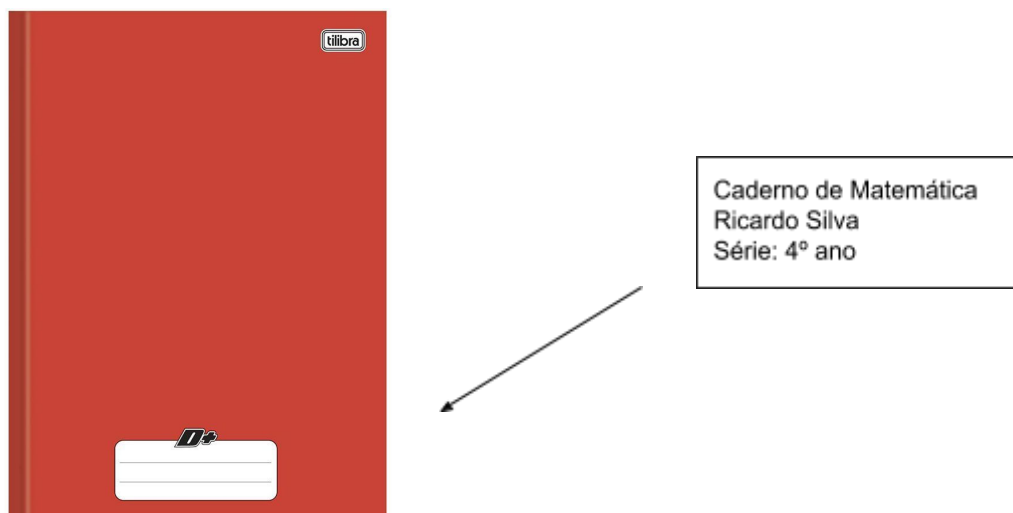 tilibra
D+
Caderno de Matemática
Ricardo Silva
Série: 4º ano